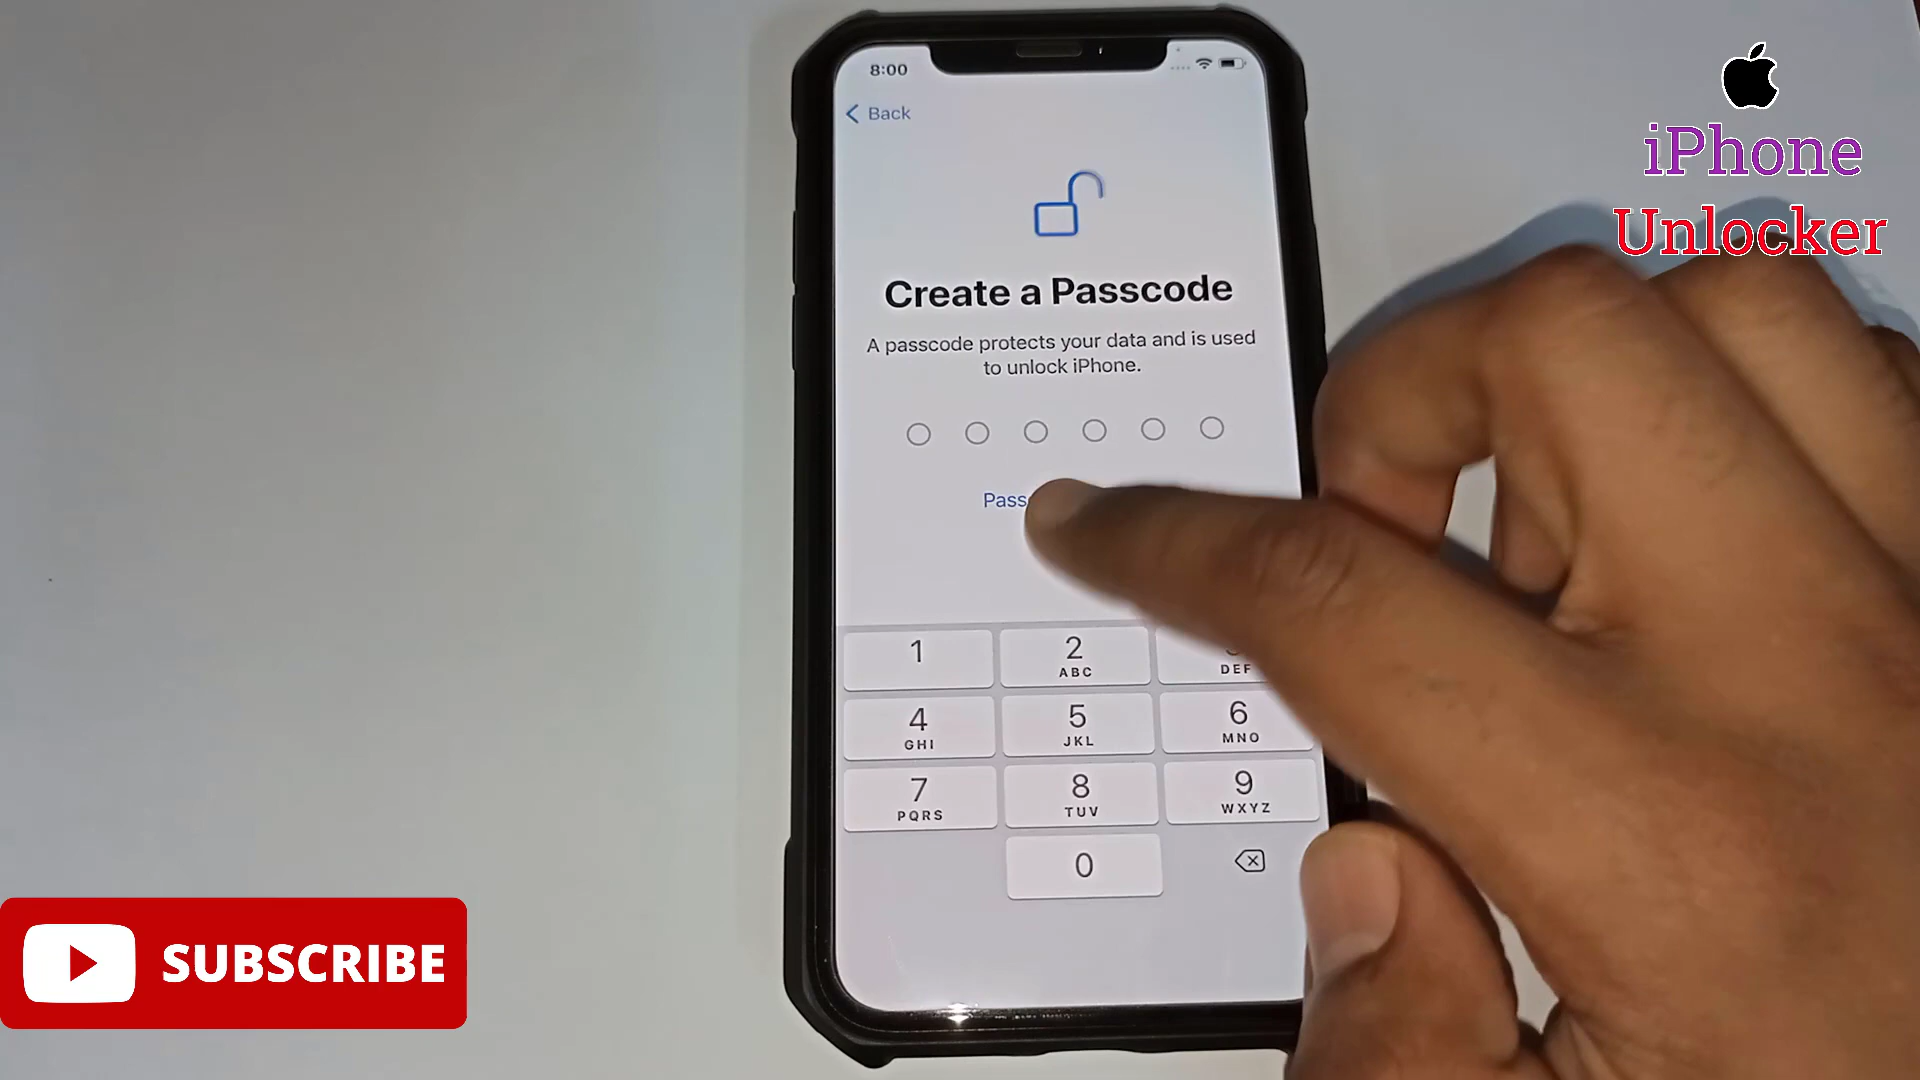 8:00
Back
Create a Passcode
A passcode protects your data and is used
to unlock iPhone.
1
2
ABC
DEF
4
GHI
5
JKL
6
MNO
7
PQRS
8
TUV
9
WXYZ
0
iPhone
Unlocker
SUBSCRIBE